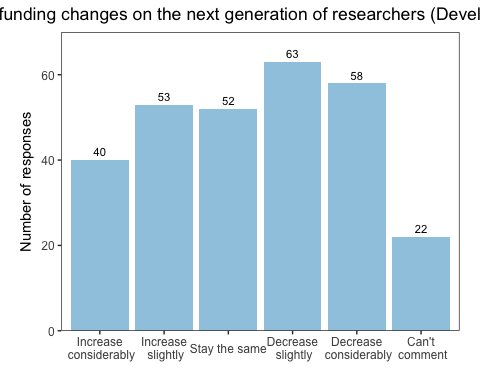 funding changes on the next generation of researchers (Devel
Number of responses
60
40
20
0
40
53
52
63
58
22
Increase
considerably
Increase
slightly
Stay the same
Decrease
slightly
Decrease
considerably
Can't
comment